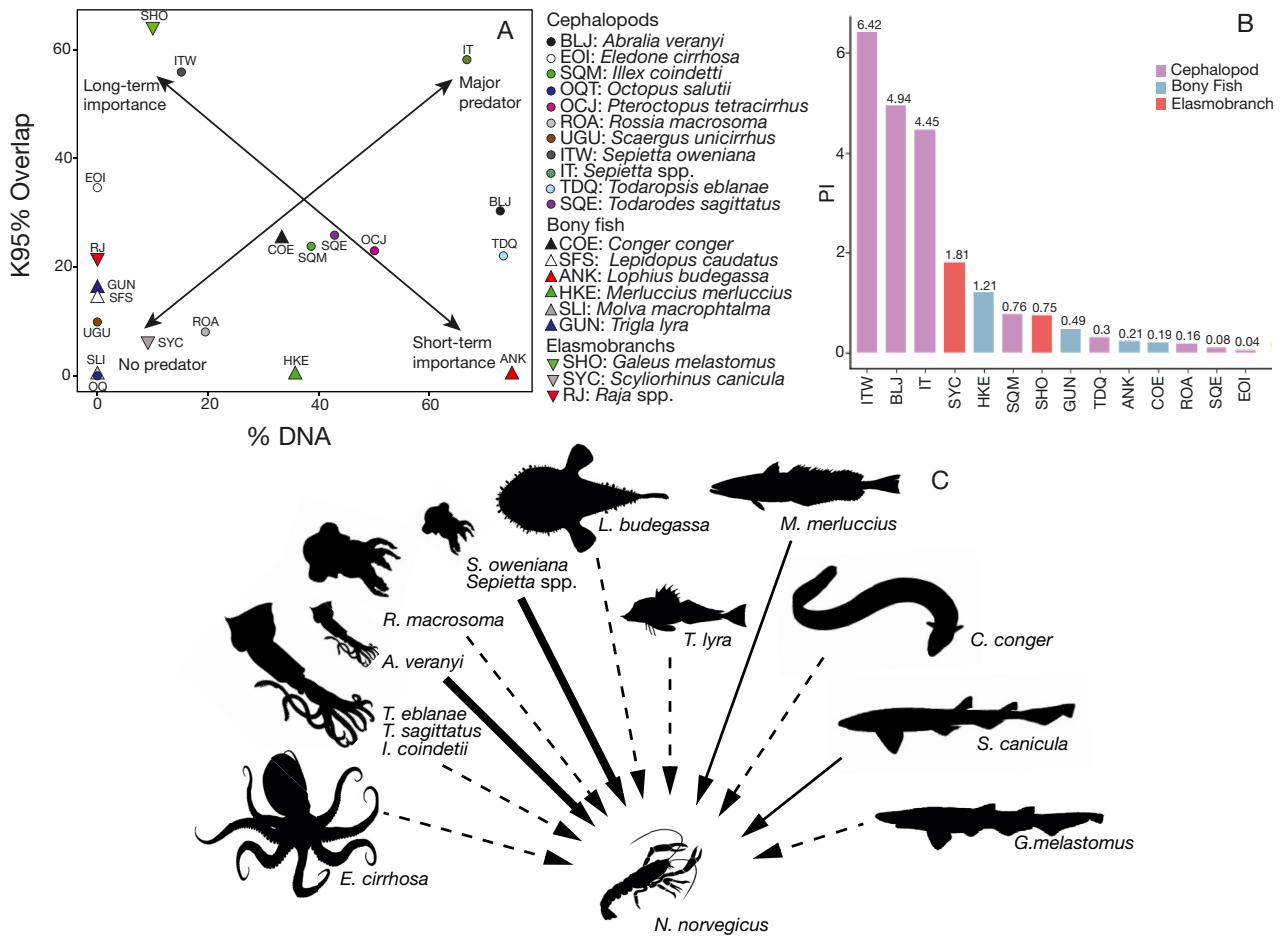 A
K95% Overlap
60
40
20
0
0
20
40
60
% DNA
SHO
ITW
IT
Long-term
importance
Major
predator
EOI
BLJ
RJ
COE
SQM
SQE
OCJ
TDQ
GUN
SFS
UGU
SYC
ROA
No predator
Short-term
importance
SLI
OQ
HKE
ANK
Cephalopods
BLJ: Abralia veranyi
EOI: Eledone cirrhosa
SQM: Illex coindetti
OQT: Octopus salutii
OCJ: Pteroctopus tetracirrhus
ROA: Rossia macrosoma
UGU: Scaergus unicirrhus
ITW: Sepietta oweniana
IT: Sepietta spp.
TDQ: Todaropsis eblanae
SQE: Todarodes sagittatus
Bony fish
COE: Conger conger
SFS: Lepidopus caudatus
ANK: Lophius budegassa
HKE: Merluccius merluccius
SLI: Molva macrophtalma
GUN: Trigla lyra
Elasmobranchs
SHO: Galeus melastomus
SYC: Scyliorhinus canicula
RJ: Raja spp.
B
PI
6
4
2
0
6.42
4.94
4.45
1.81
1.21
0.76
0.75
0.49
0.3
0.21
0.19
0.16
0.08
0.04
Cephalopod
Bony Fish
Elasmobranch
ITW
BLJ
IT
SYC
HKE
SQM
SHO
GUN
TDQ
ANK
COE
ROA
SQE
EOI
C
L. budegassa
M. merluccius
S. oweniana
Sepietta spp.
R. macrosoma
T. lyra
C. conger
A. veranyi
T. eblanae
T. sagittatus
I. coindetii
S. canicula
G.melastomus
E. cirrhosa
N. norvegicus